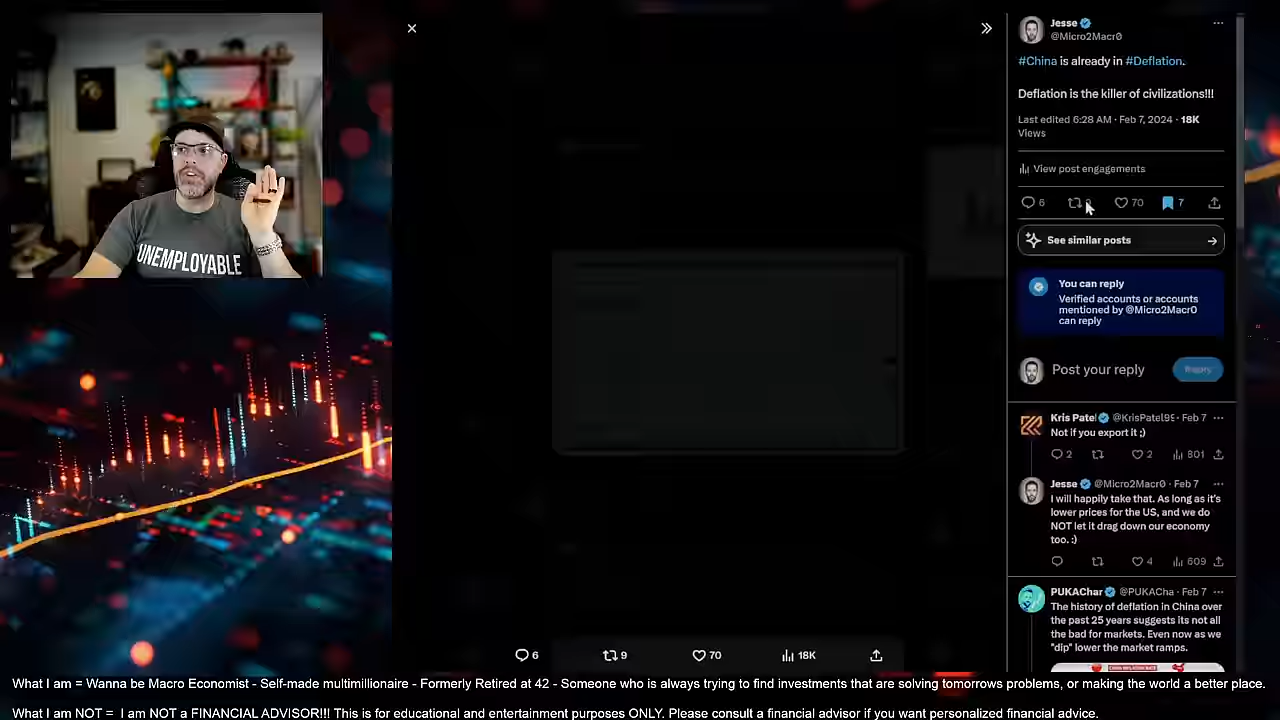 UNEMPLOYABLE
Jesse
@Micro2Macr0
#China is already in #Deflation.
Deflation is the killer of civilizations!!!
Last edited 6:28 AM · Feb 7, 2024 · 18K
Views
View post engagements
6
70
7
See similar posts
You can reply
Verified accounts or accounts
mentioned by @Micro2Macr0
can reply
Post your reply
Reply
Kris Patel @KrisPatel99 · Feb 7
Not if you export it ;)
2 2 801
Jesse @Micro2Macr0 · Feb 7
I will happily take that. As long as it's
lower prices for the US, and we do
NOT let it drag down our economy
too. :)
4 609
PUKAChar @PUKACha · Feb 7
The history of deflation in China over
the past 25 years suggests its not all
the bad for markets. Even now as we
"dip" lower the market ramps.
6 9 70 18K
What I am = Wanna be Macro Economist - Self-made multimillionaire - Formerly Retired at 42 - Someone who is always trying to find investments that are solving tomorrows problems, or making the world a better place.
What I am NOT = I am NOT a FINANCIAL ADVISOR!!! This is for educational and entertainment purposes ONLY. Please consult a financial advisor if you want personalized financial advice.